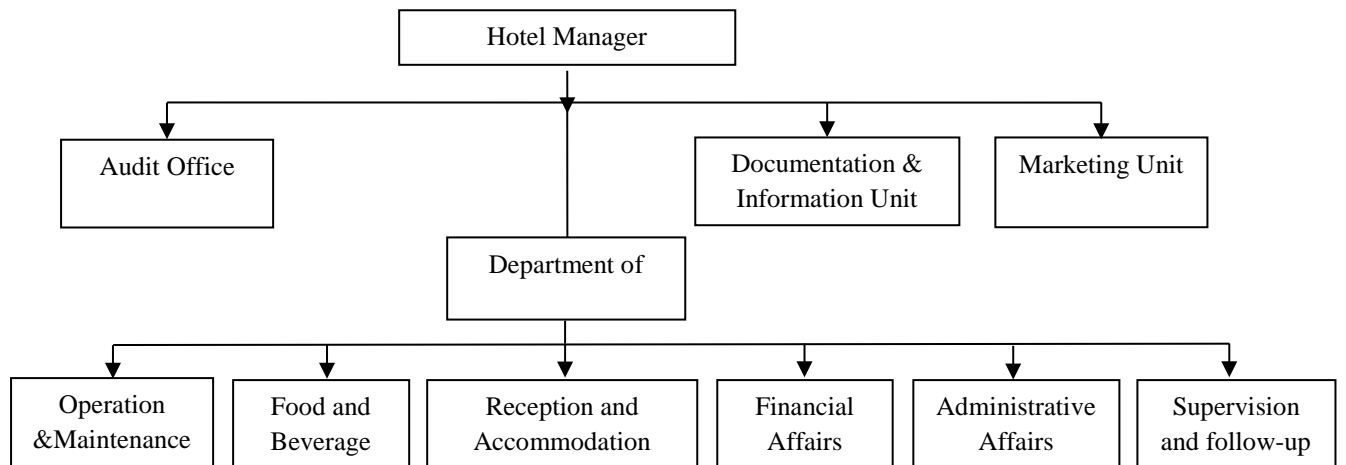 Hotel Manager
Audit Office
Documentation &
Information Unit
Marketing Unit
Department of
Operation
&Maintenance
Food and
Beverage
Reception and
Accommodation
Financial
Affairs
Administrative
Affairs
Supervision
and follow-up